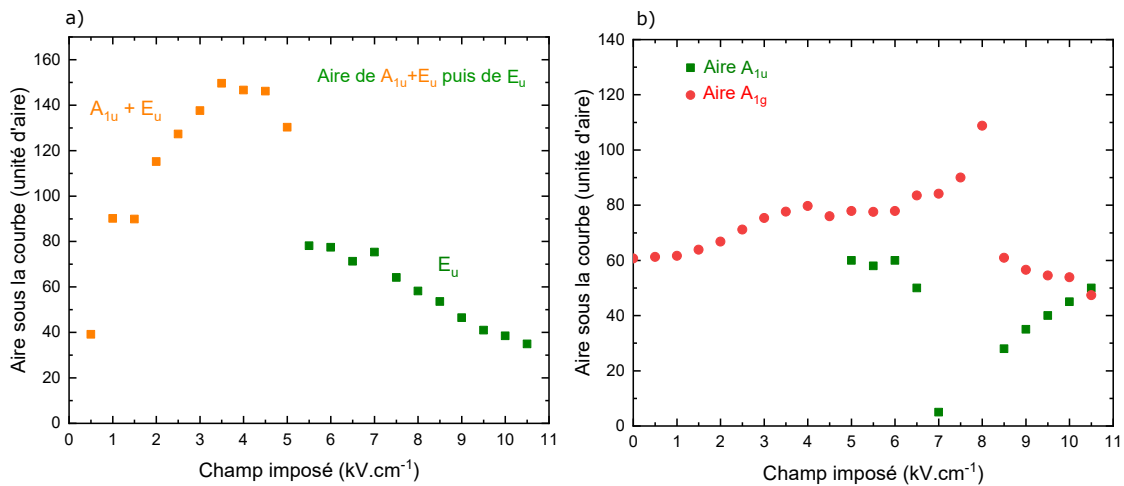 a)
Aire sous la courbe (unité d'aire)
160
140
120
100
80
60
40
20
0
A1u + Eu
Aire de A1u+Eu puis de Eu
Eu
0 1 2 3 4 5 6 7 8 9 10 11
Champ imposé (kV.cm-1)
b)
Aire sous la courbe (unité d'aire)
140
120
100
80
60
40
20
0
Aire A1u
Aire A1g
0 1 2 3 4 5 6 7 8 9 10 11
Champ imposé (kV.cm-1)